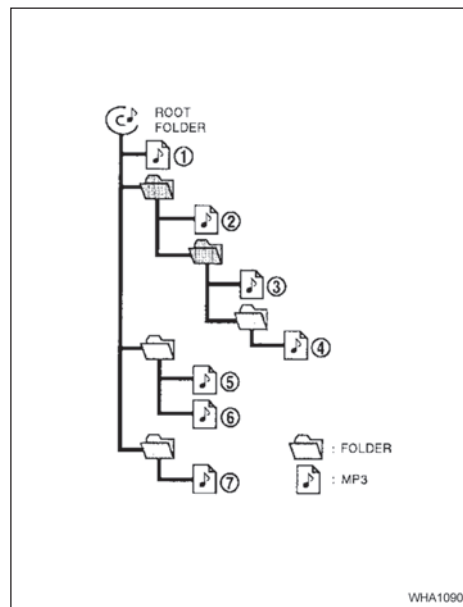 ROOT
FOLDER
①
②
③
④
⑤
⑥
⑦
: FOLDER
: MP3
WHA1090